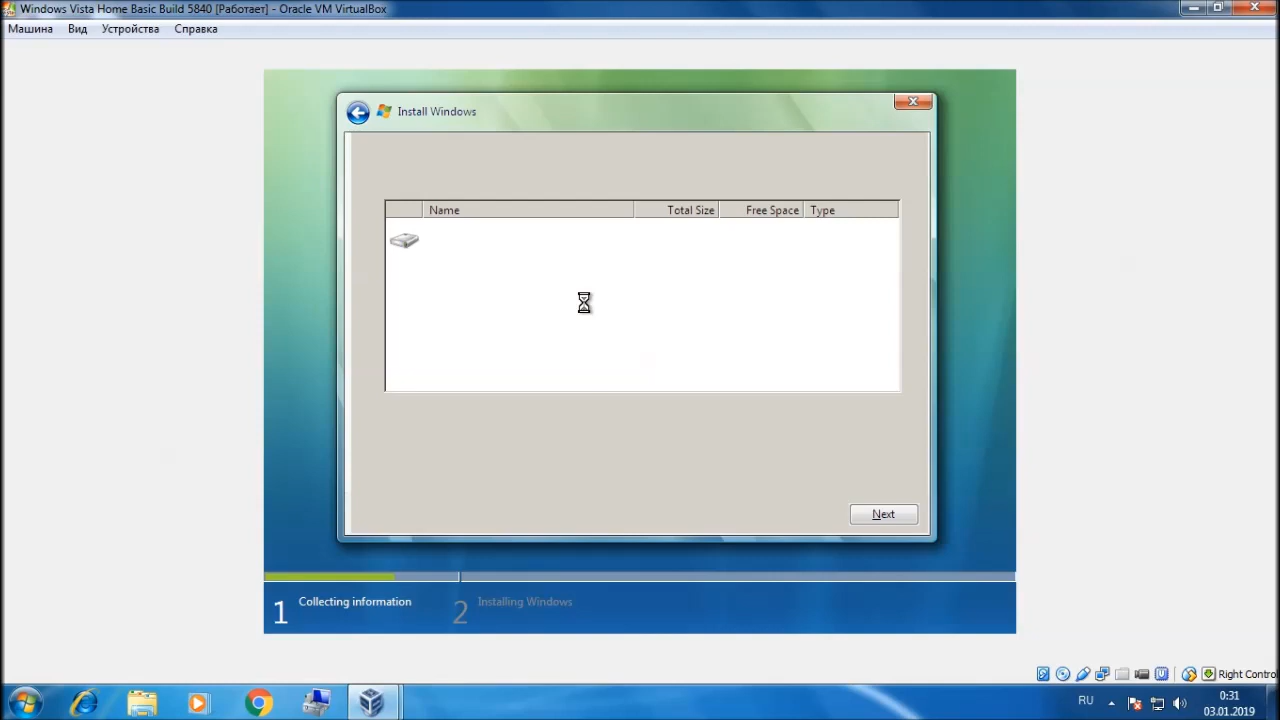 Windows Vista Home Basic Build 5840 [Работает] - Oracle VM VirtualBox
Машина Вид Устройства Справка
Install Windows
Name Total Size Free Space Type
Next
1 Collecting information 2 Installing Windows
Right Contro
RU 0:31
03.01.2019